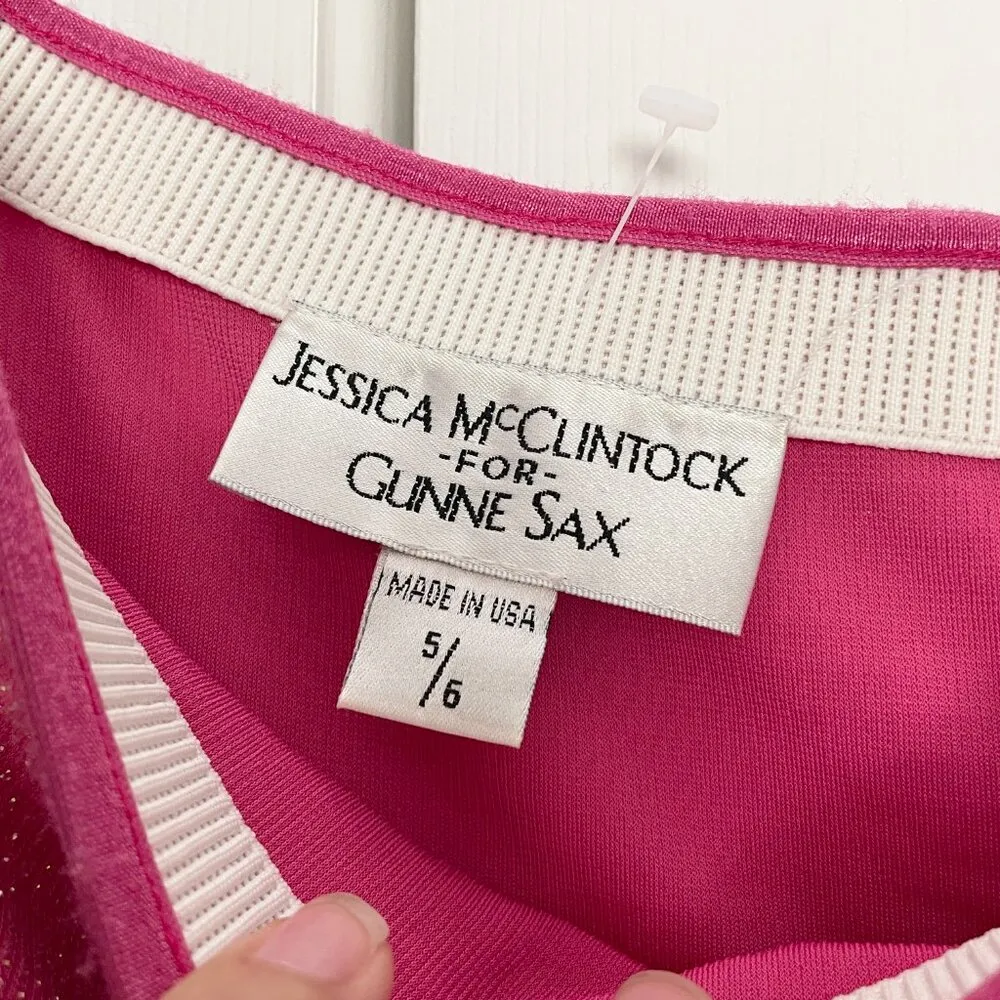 JESSICA McCLINTOCK
-FOR-
GUNNE SAX
MADE IN USA
5/6